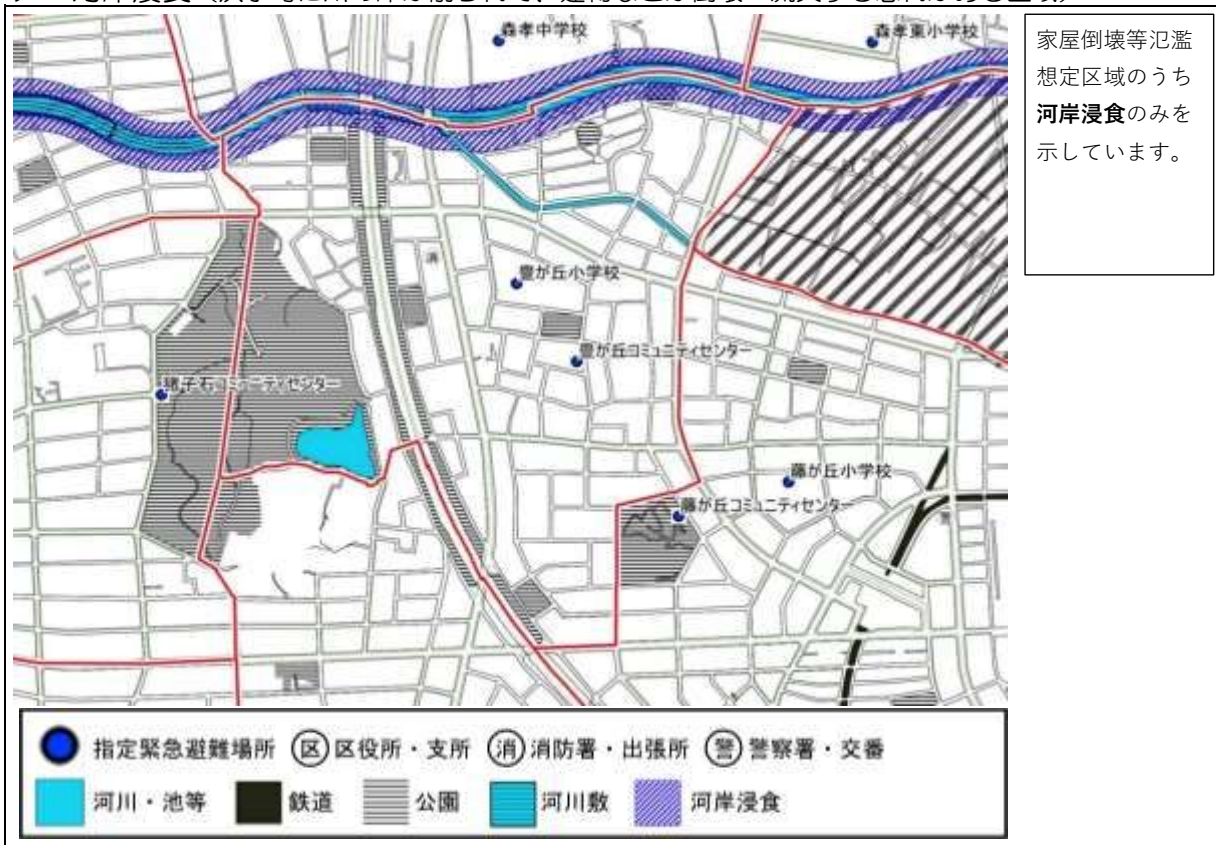 森孝中学校
森孝東小学校
家屋倒壊等氾濫
想定区域のうち
河岸浸食のみを
示しています。
消
豊が丘小学校
豊が丘コミュニティセンター
猪子石コミュニティセンター
藤が丘小学校
藤が丘コミュニティセンター
指定緊急避難場所 区 区役所・支所 消 消防署・出張所 警 警察署・交番
河川・池等 鉄道 公園 河川敷 河岸浸食